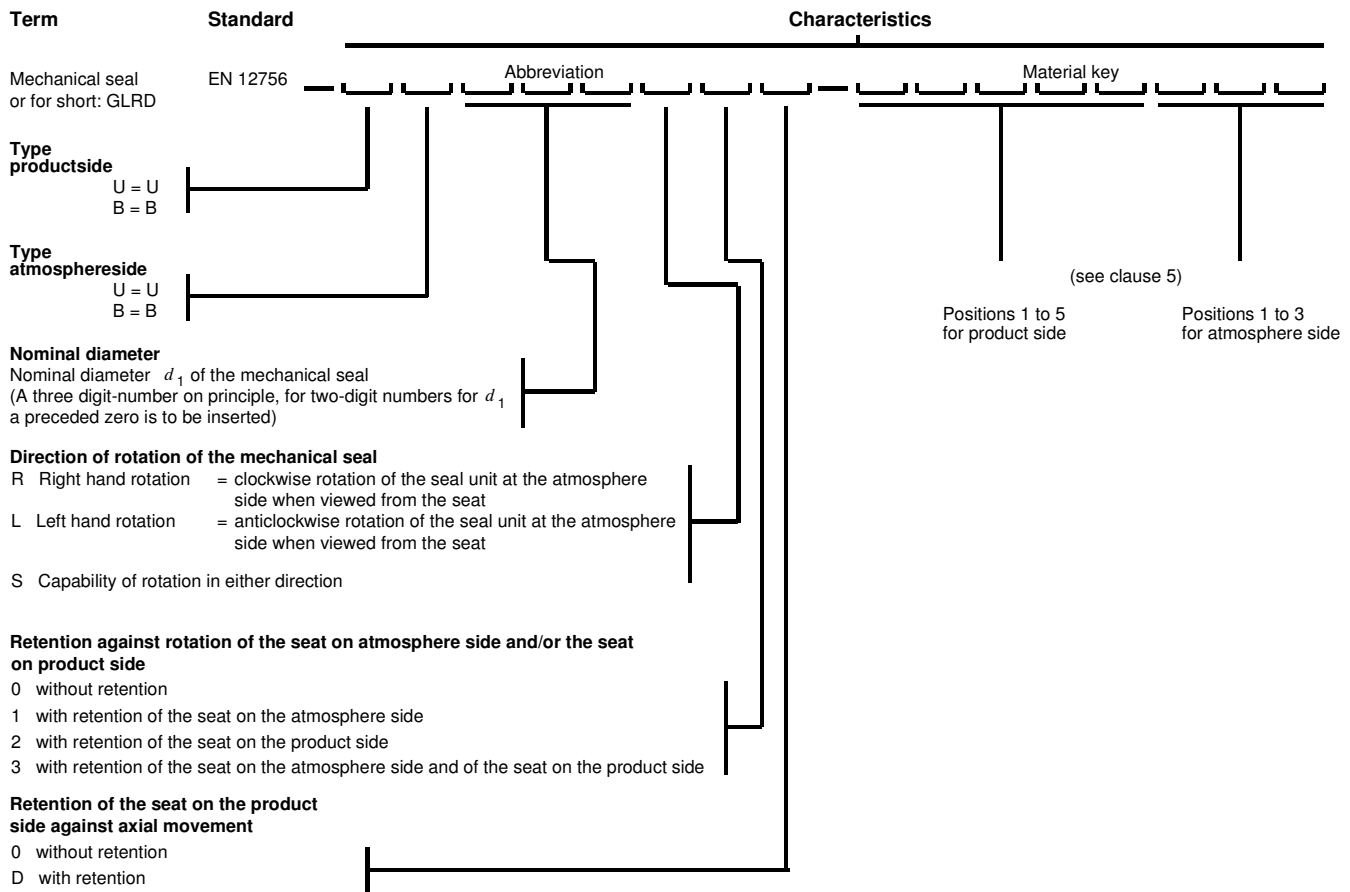 Term Standard Characteristics
Mechanical seal EN 12756 Abbreviation Material key
or for short: GLRD
Type
productside
U = U
B = B
Type
atmosphereside
U = U
B = B
(see clause 5)
Positions 1 to 5 Positions 1 to 3
for product side for atmosphere side
Nominal diameter
Nominal diameter d 1 of the mechanical seal
(A three digit-number on principle, for two-digit numbers for d 1
a preceded zero is to be inserted)
Direction of rotation of the mechanical seal
R Right hand rotation = clockwise rotation of the seal unit at the atmosphere
side when viewed from the seat
L Left hand rotation = anticlockwise rotation of the seal unit at the atmosphere
side when viewed from the seat
S Capability of rotation in either direction
Retention against rotation of the seat on atmosphere side and/or the seat
on product side
0 without retention
1 with retention of the seat on the atmosphere side
2 with retention of the seat on the product side
3 with retention of the seat on the atmosphere side and of the seat on the product side
Retention of the seat on the product
side against axial movement
0 without retention
D with retention